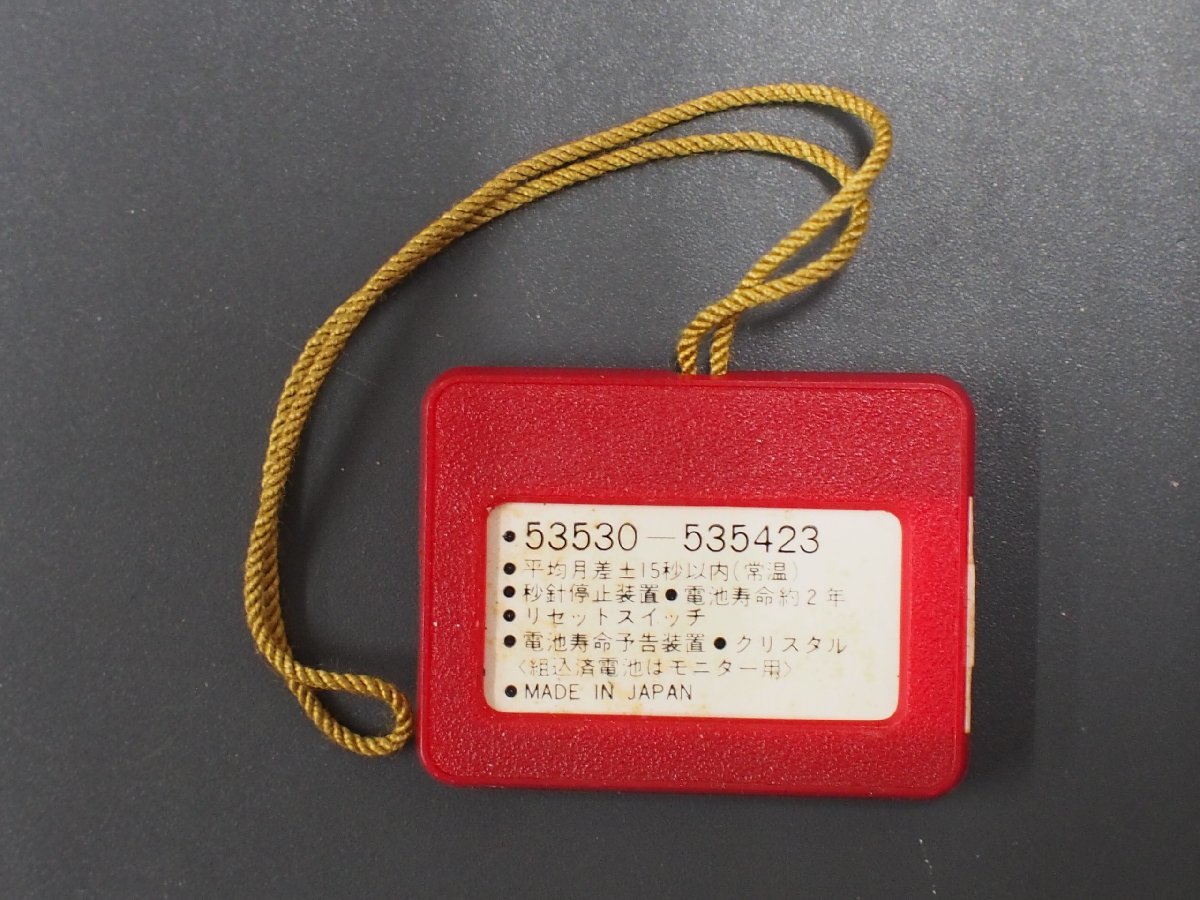 • 53530－535423
• 平均月差±15秒以内(常温)
• 秒針停止装置 • 電池寿命約2年
• リセットスイッチ
• 電池寿命予告装置 • クリスタル
〈組込済電池はモニター用〉
• MADE IN JAPAN